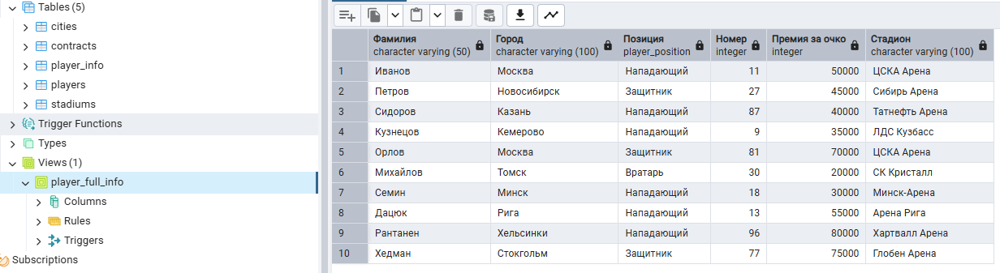 Tables (5)
cities
contracts
player_info
players
stadiums
Trigger Functions
Types
Views (1)
player_full_info
Columns
Rules
Triggers
Subscriptions
Фамилия Город Позиция Номер Премия за очко Стадион
character varying (50) character varying (100) player_position integer integer character varying (100)
1 Иванов Москва Нападающий 11 50000 ЦСКА Арена
2 Петров Новосибирск Защитник 27 45000 Сибирь Арена
3 Сидоров Казань Нападающий 87 40000 Татнефть Арена
4 Кузнецов Кемерово Нападающий 9 35000 ЛДС Кузбасс
5 Орлов Москва Защитник 81 70000 ЦСКА Арена
6 Михайлов Томск Вратарь 30 20000 СК Кристалл
7 Семин Минск Нападающий 18 30000 Минск-Арена
8 Дацюк Рига Нападающий 13 55000 Арена Рига
9 Рантанен Хельсинки Нападающий 96 80000 Хартвалл Арена
10 Хедман Стокгольм Защитник 77 75000 Глобен Арена